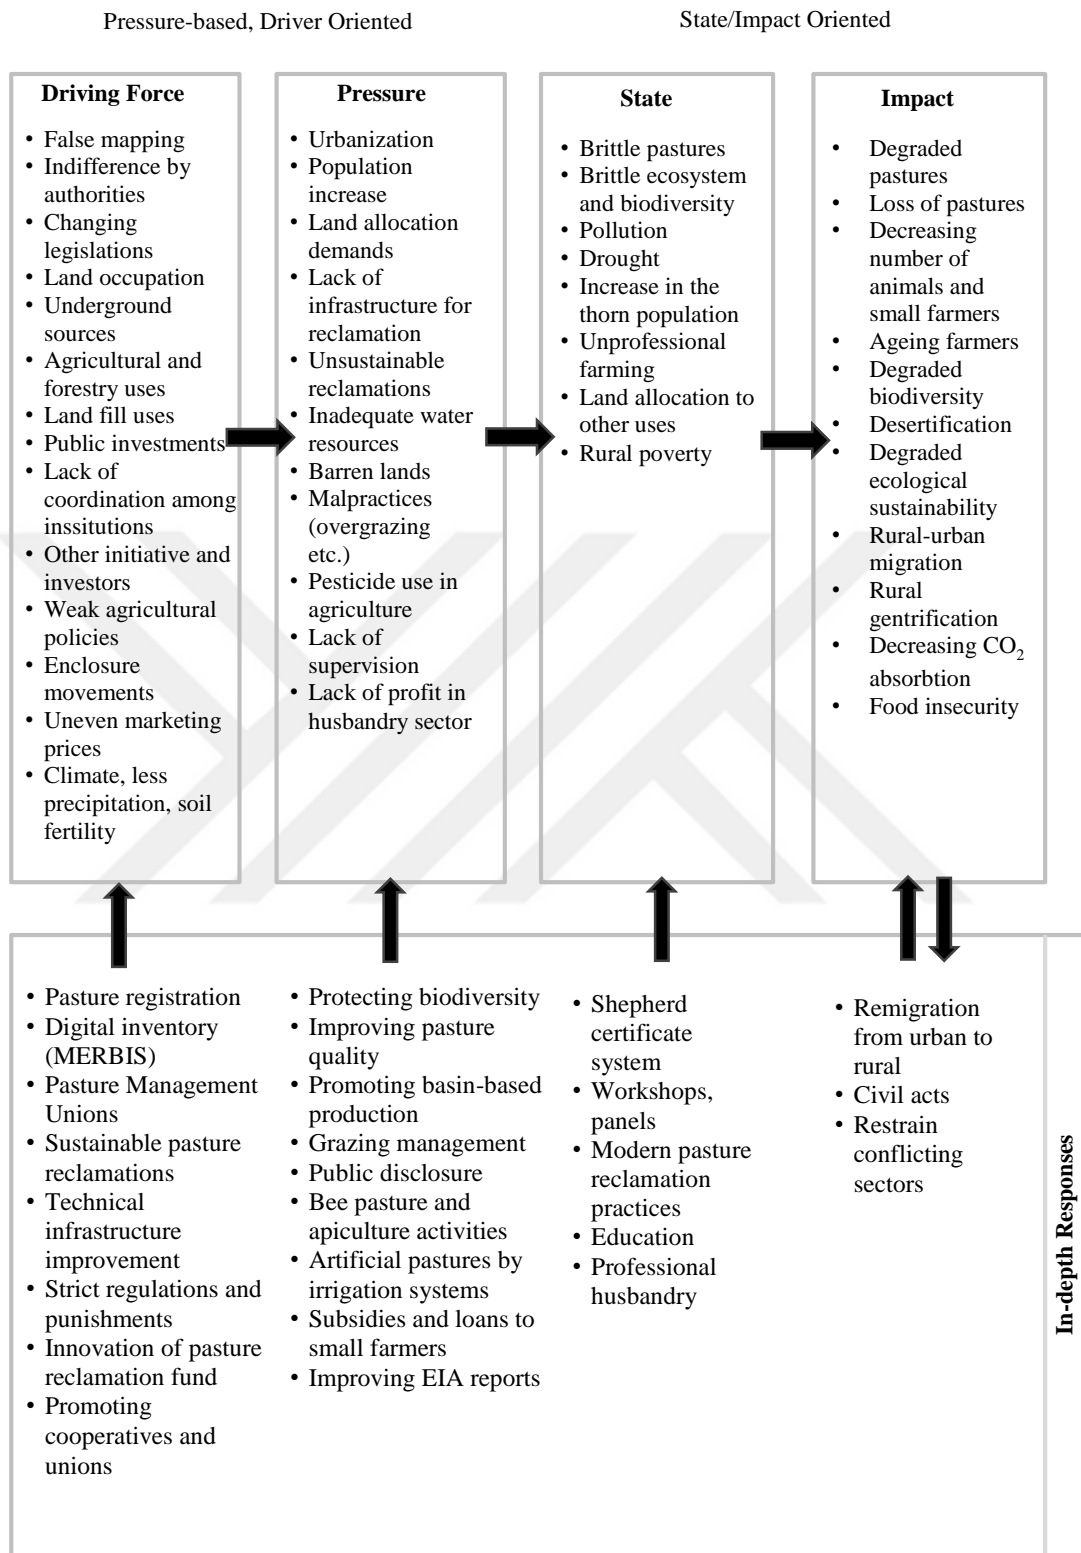 Pressure-based, Driver Oriented
State/Impact Oriented
Driving Force
• False mapping
• Indifference by
authorities
• Changing
legislations
• Land occupation
• Underground
sources
• Agricultural and
forestry uses
• Land fill uses
• Public investments
• Lack of
coordination among
inssitutions
• Other initiative and
investors
• Weak agricultural
policies
• Enclosure
movements
• Uneven marketing
prices
• Climate, less
precipitation, soil
fertility
Pressure
• Urbanization
• Population
increase
• Land allocation
demands
• Lack of
infrastructure for
reclamation
• Unsustainable
reclamations
• Inadequate water
resources
• Barren lands
• Malpractices
(overgrazing
etc.)
• Pesticide use in
agriculture
• Lack of
supervision
• Lack of profit in
husbandry sector
State
• Brittle pastures
• Brittle ecosystem
and biodiversity
• Pollution
• Drought
• Increase in the
thorn population
• Unprofessional
farming
• Land allocation to
other uses
• Rural poverty
Impact
• Degraded
pastures
• Loss of pastures
• Decreasing
number of
animals and
small farmers
• Ageing farmers
• Degraded
biodiversity
• Desertification
• Degraded
ecological
sustainability
• Rural-urban
migration
• Rural
gentrification
• Decreasing CO2
absorbtion
• Food insecurity
• Pasture registration
• Digital inventory
(MERBIS)
• Pasture Management
Unions
• Sustainable pasture
reclamations
• Technical
infrastructure
improvement
• Strict regulations and
punishments
• Innovation of pasture
reclamation fund
• Promoting
cooperatives and
unions
• Protecting biodiversity
• Improving pasture
quality
• Promoting basin-based
production
• Grazing management
• Public disclosure
• Bee pasture and
apiculture activities
• Artificial pastures by
irrigation systems
• Subsidies and loans to
small farmers
• Improving EIA reports
• Shepherd
certificate
system
• Workshops,
panels
• Modern pasture
reclamation
practices
• Education
• Professional
husbandry
• Remigration
from urban to
rural
• Civil acts
• Restrain
conflicting
sectors
In-depth Responses